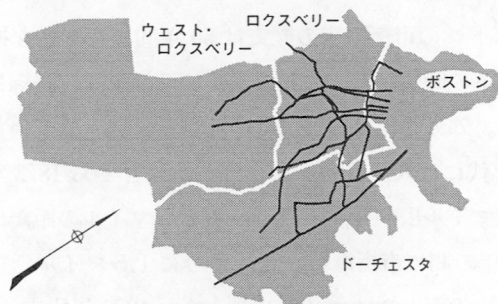 ウェスト・
ロクスベリー
ロクスベリー
ボストン
ドーチェスタ